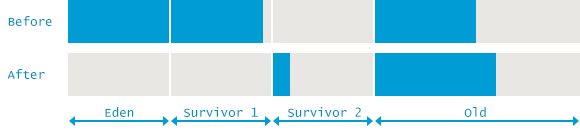 Before
After
Eden Survivor 1 Survivor 2 Old